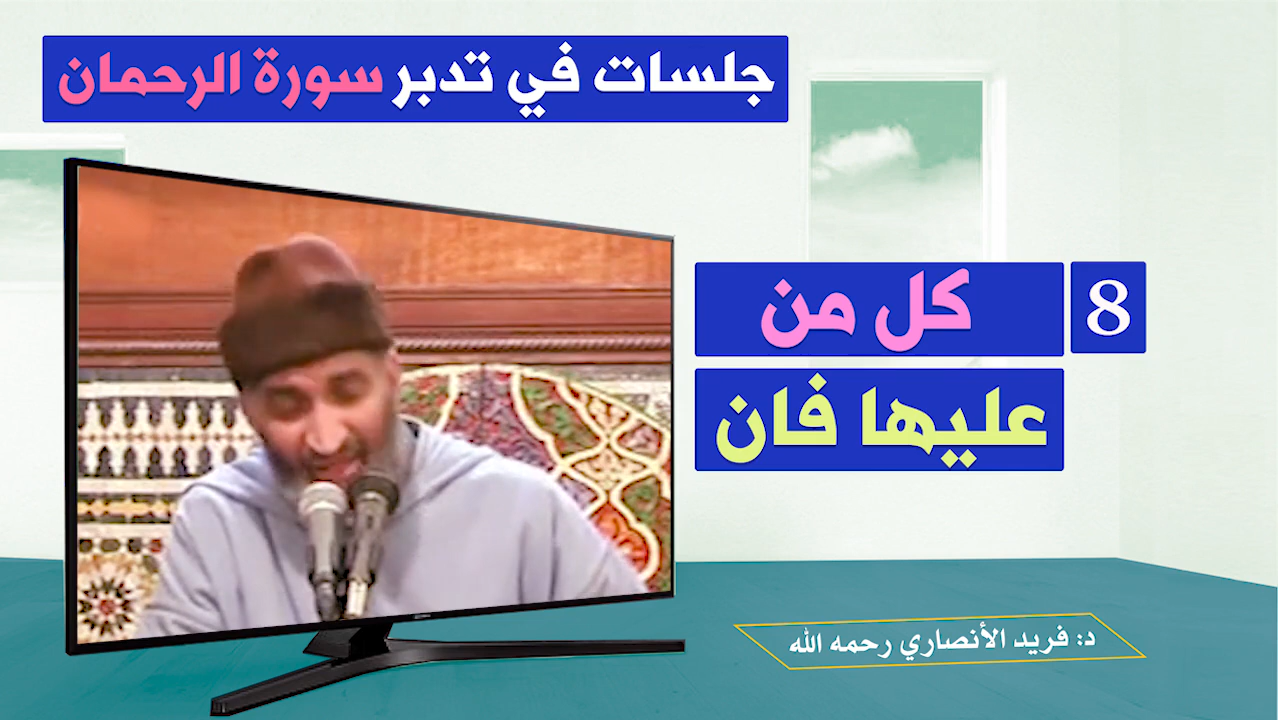 جلسات في تدبر سورة الرحمان
8
كل من
عليها فان
د: فريد الأنصاري رحمه الله